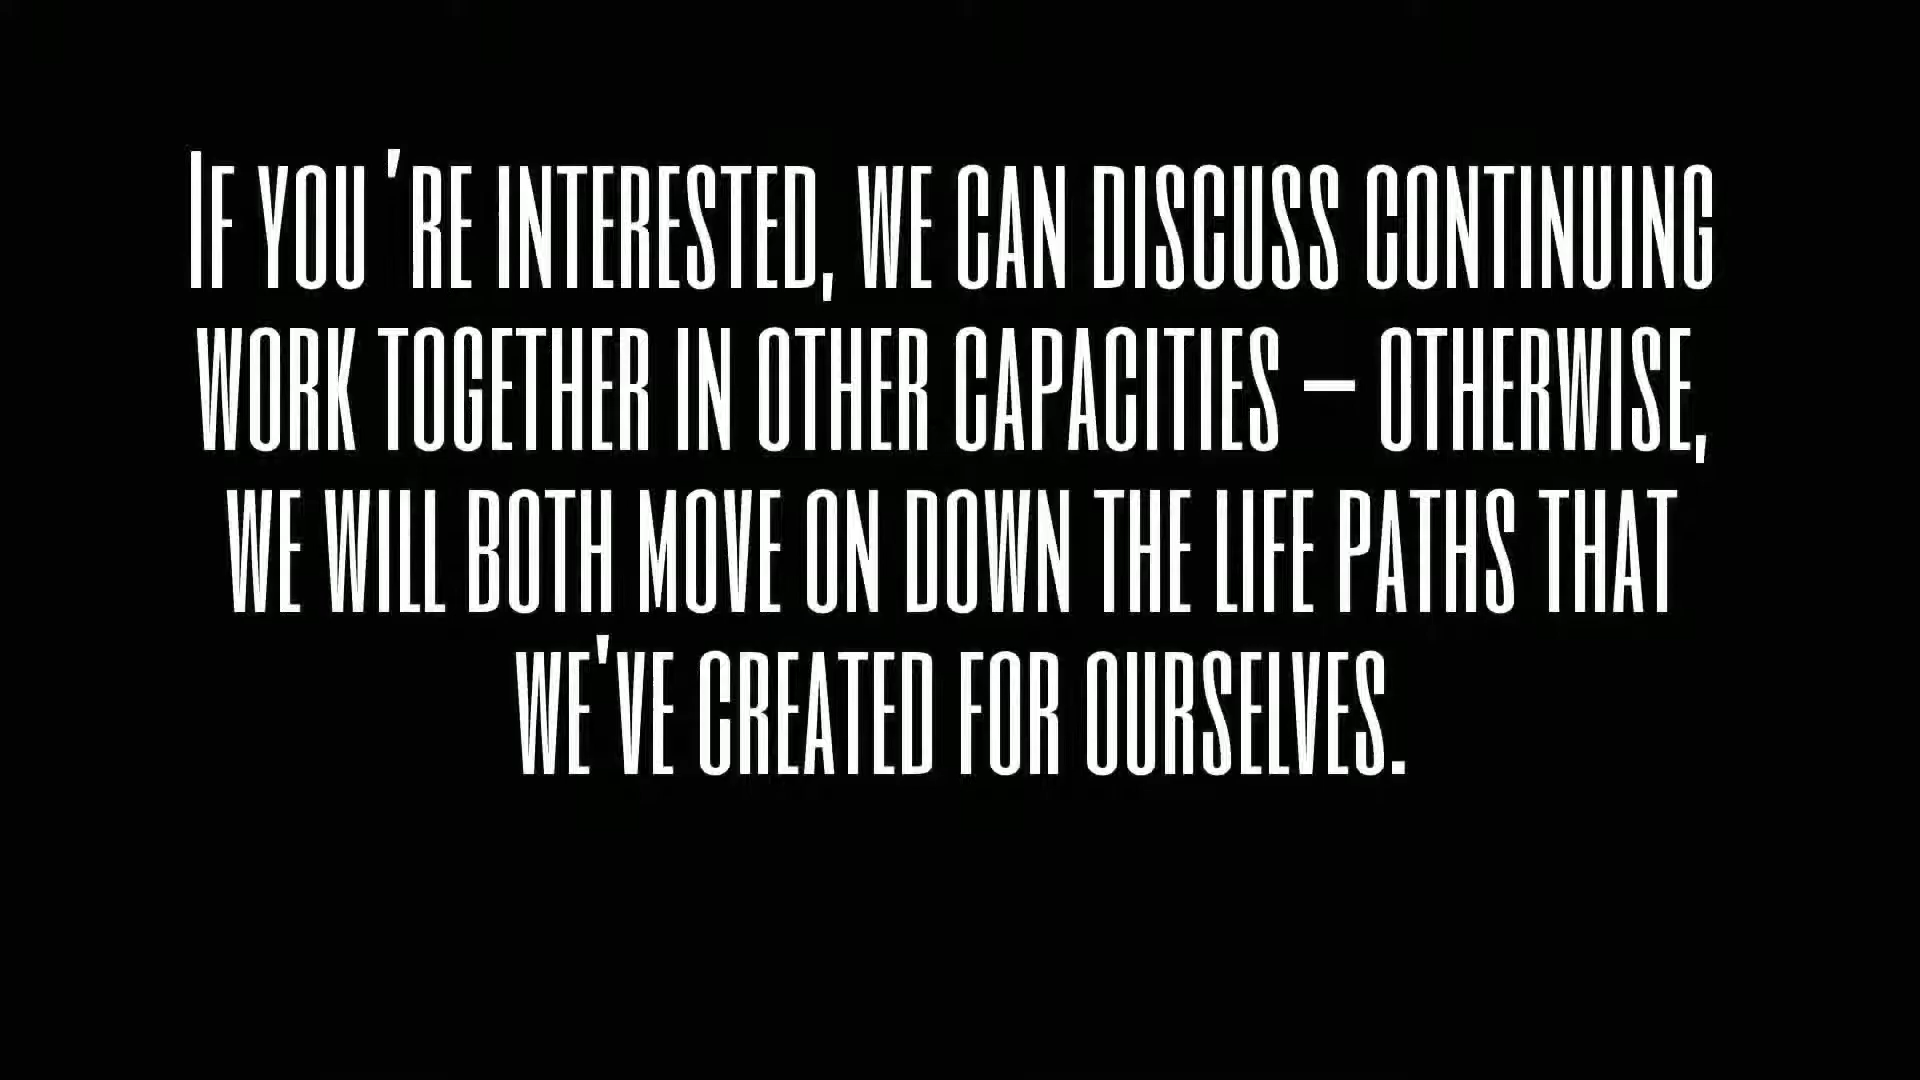 If you're interested, we can discuss continuing
work together in other capacities – otherwise,
we will both move on down the life paths that
we've created for ourselves.